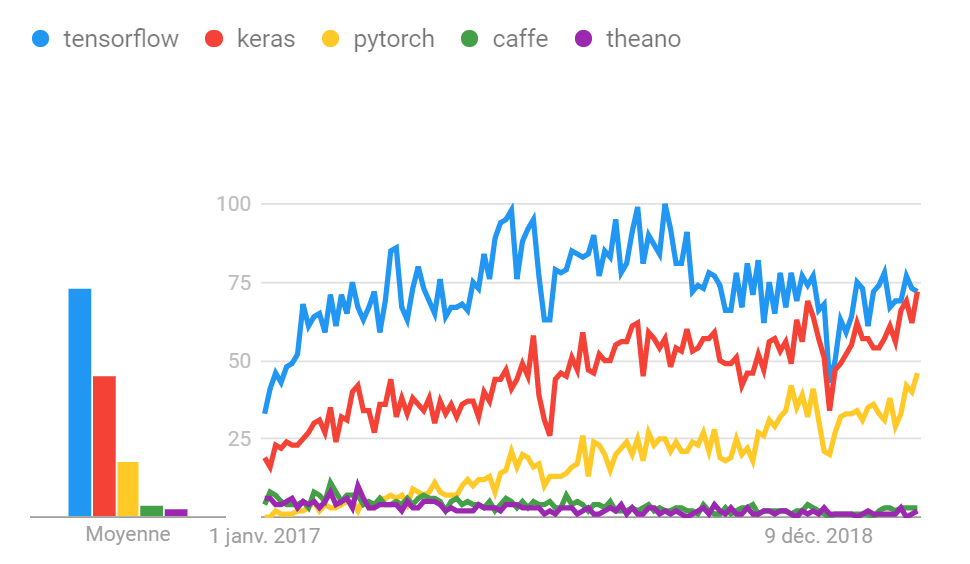 tensorflow keras pytorch caffe theano
100
75
50
25
Moyenne 1 janv. 2017 9 déc. 2018